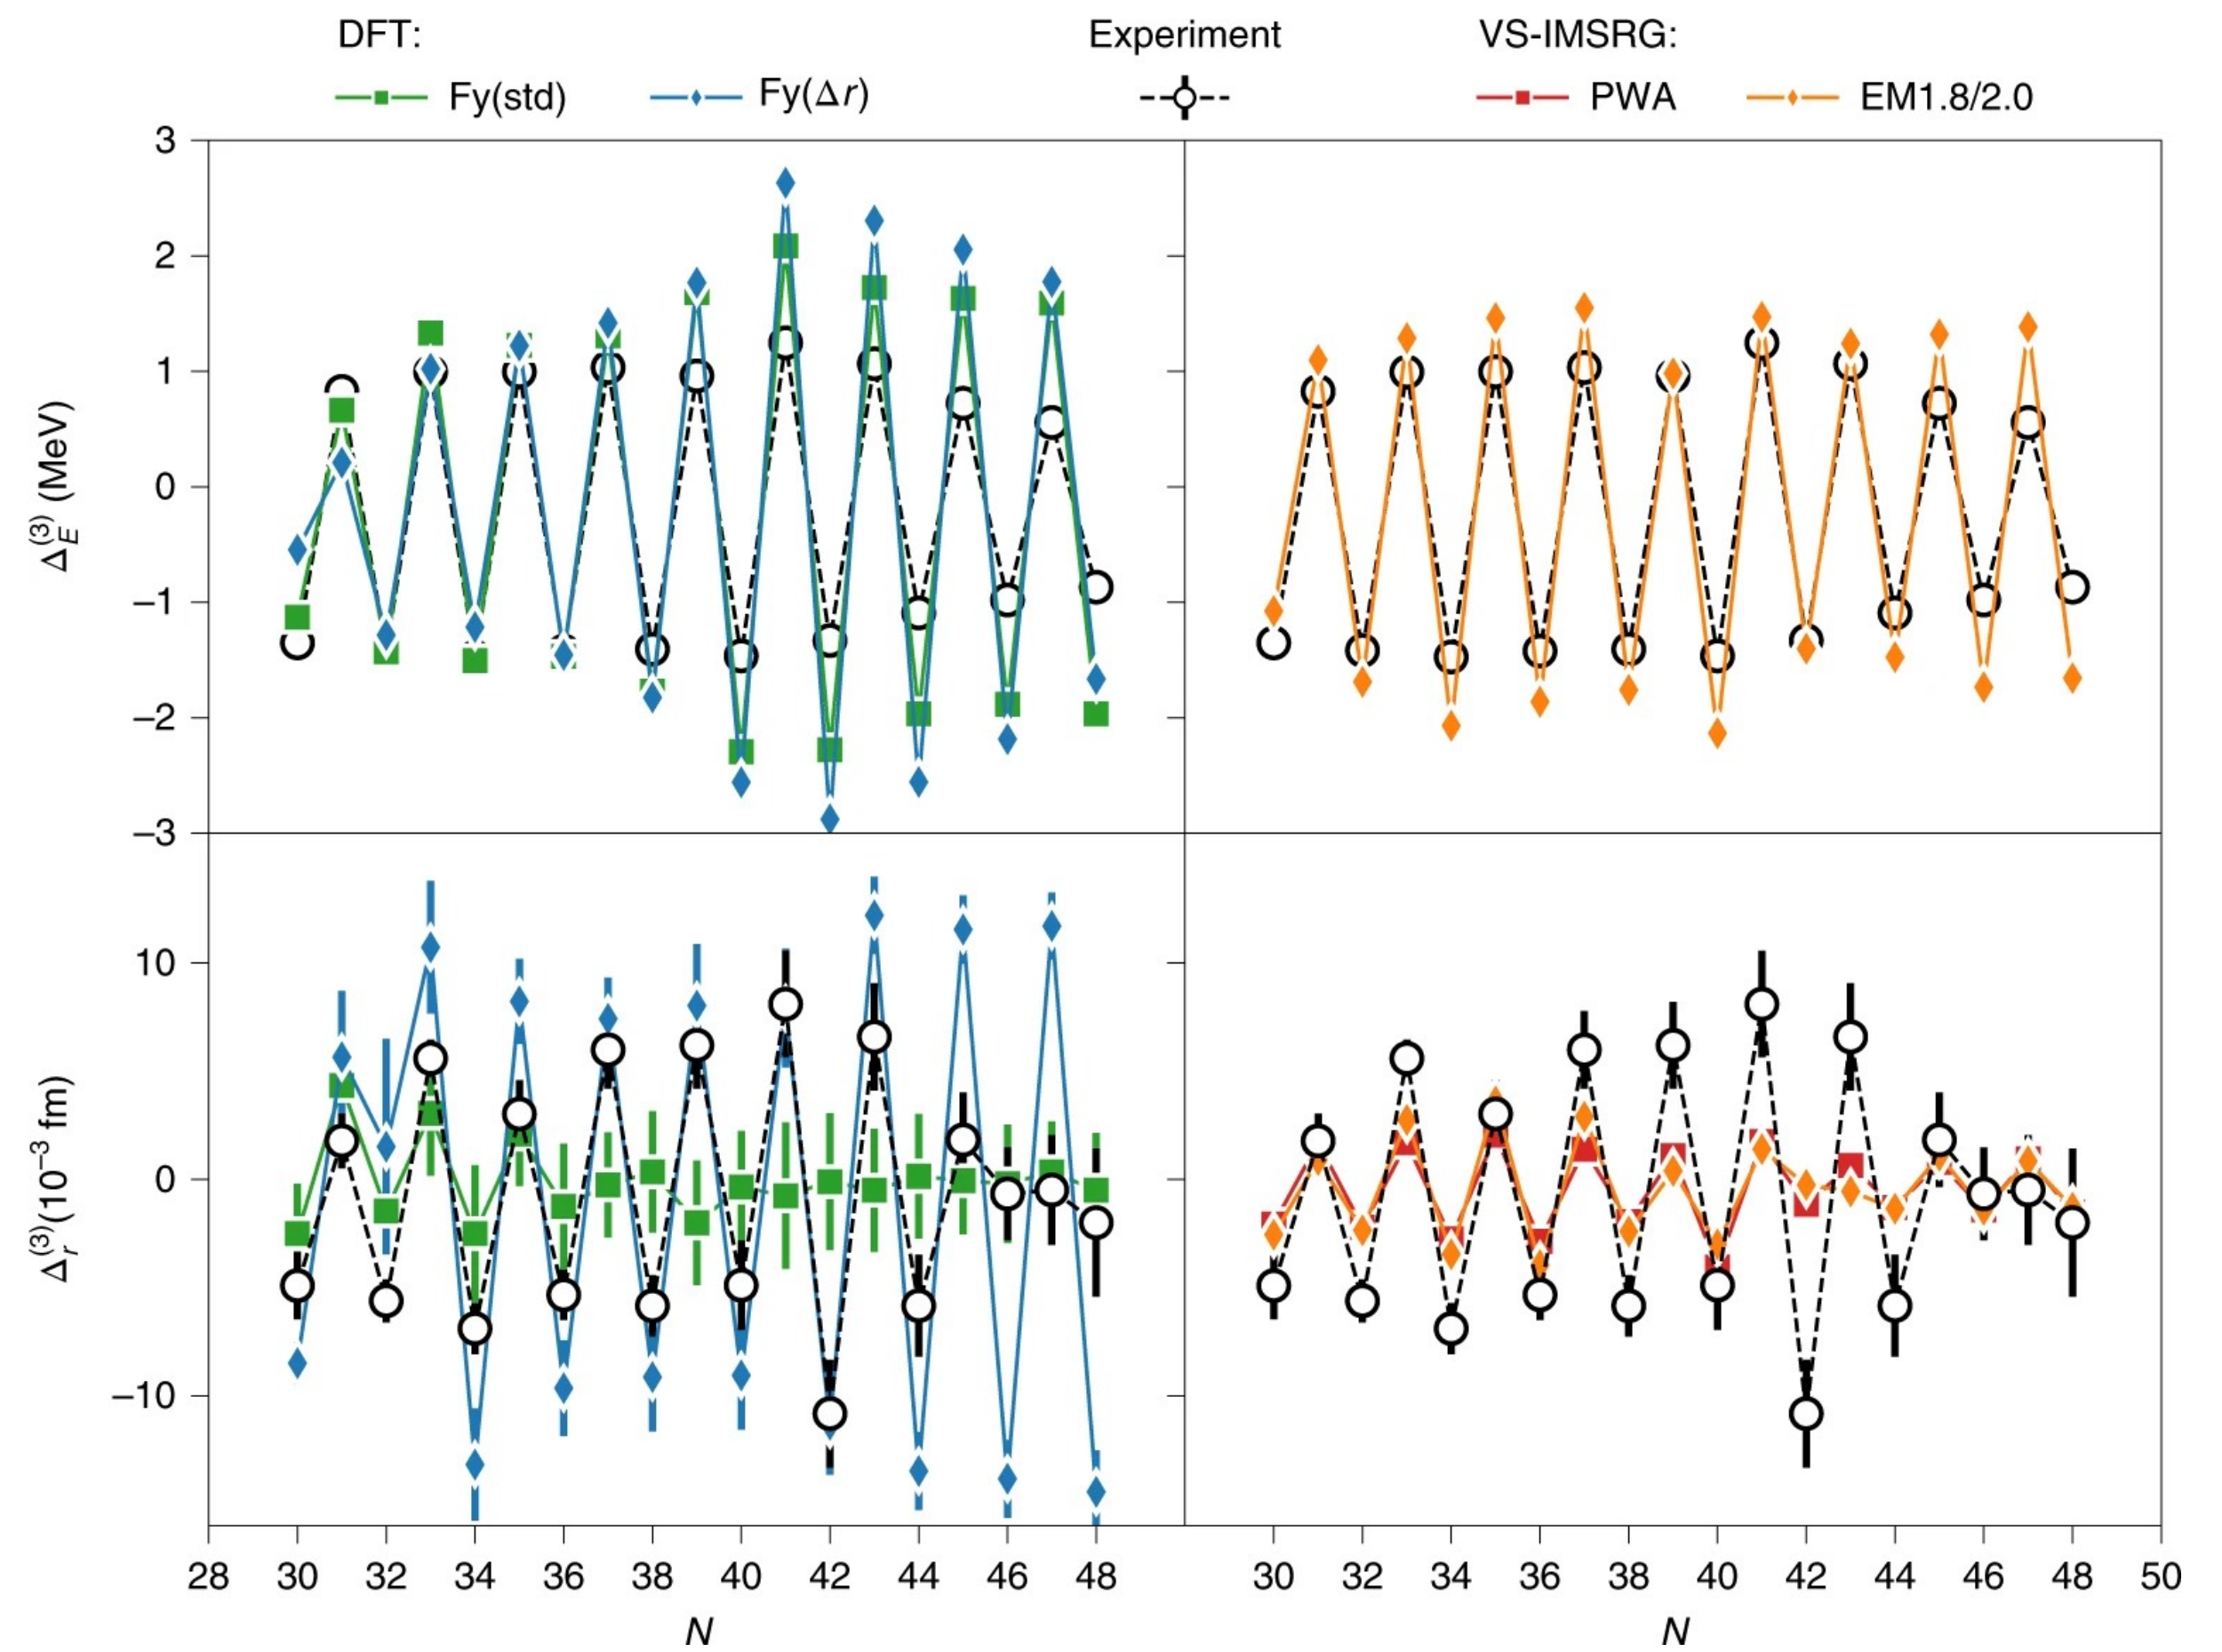 DFT: Experiment VS-IMSRG:
Fy(std) Fy(Δr) PWA EM1.8/2.0
3
2
1
0
−1
−2
−3
Δ_E^(3) (MeV)
10
0
−10
Δ_r^(3)(10⁻³ fm)
28 30 32 34 36 38 40 42 44 46 48 30 32 34 36 38 40 42 44 46 48 50
N N